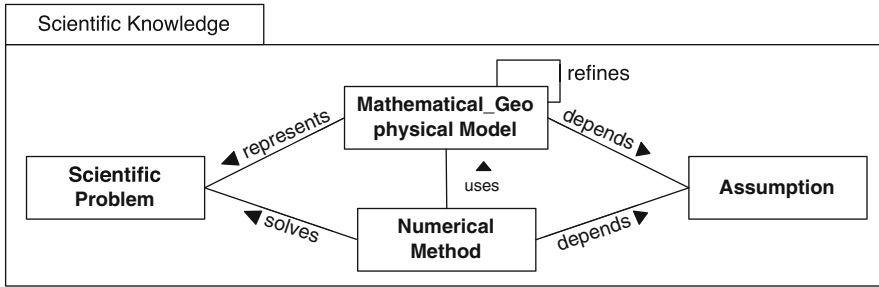 Scientific Knowledge
refines
Mathematical_Geo
physical Model
represents
depends
Scientific
Problem
uses
Assumption
solves
Numerical
Method
depends